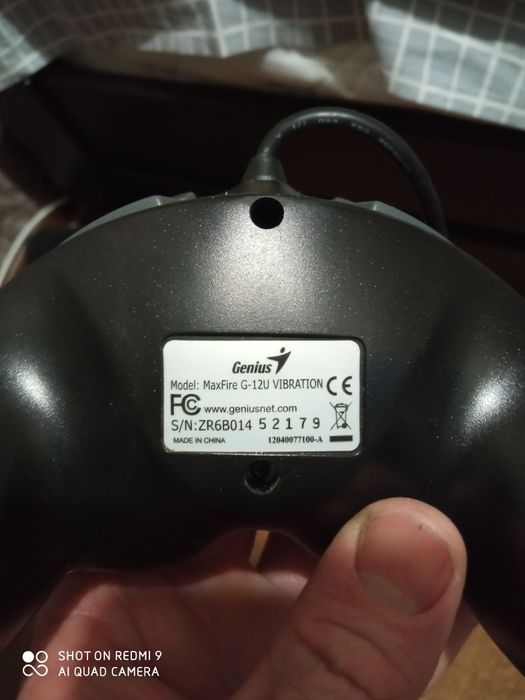 Genius
Model: MaxFire G-12U VIBRATION CE
FC www.geniusnet.com
S/N:ZR6B014 52179
MADE IN CHINA 12040077100-A
SHOT ON REDMI 9
AI QUAD CAMERA